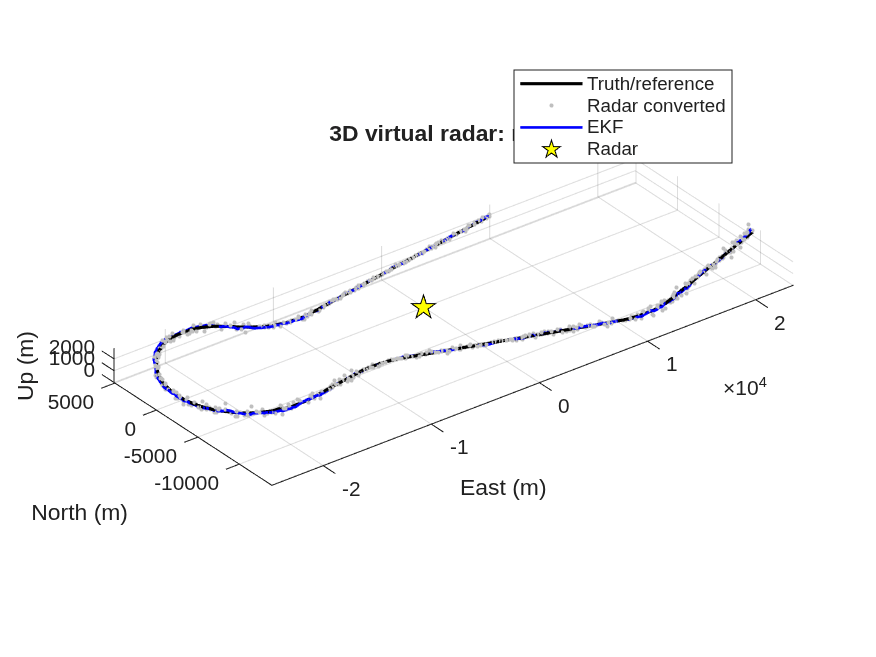 Truth/reference
Radar converted
EKF
Radar
3D virtual radar:
2000
1000
0
Up (m)
5000
0
-5000
-10000
North (m)
-2
-1
0
1
2
×10⁴
East (m)